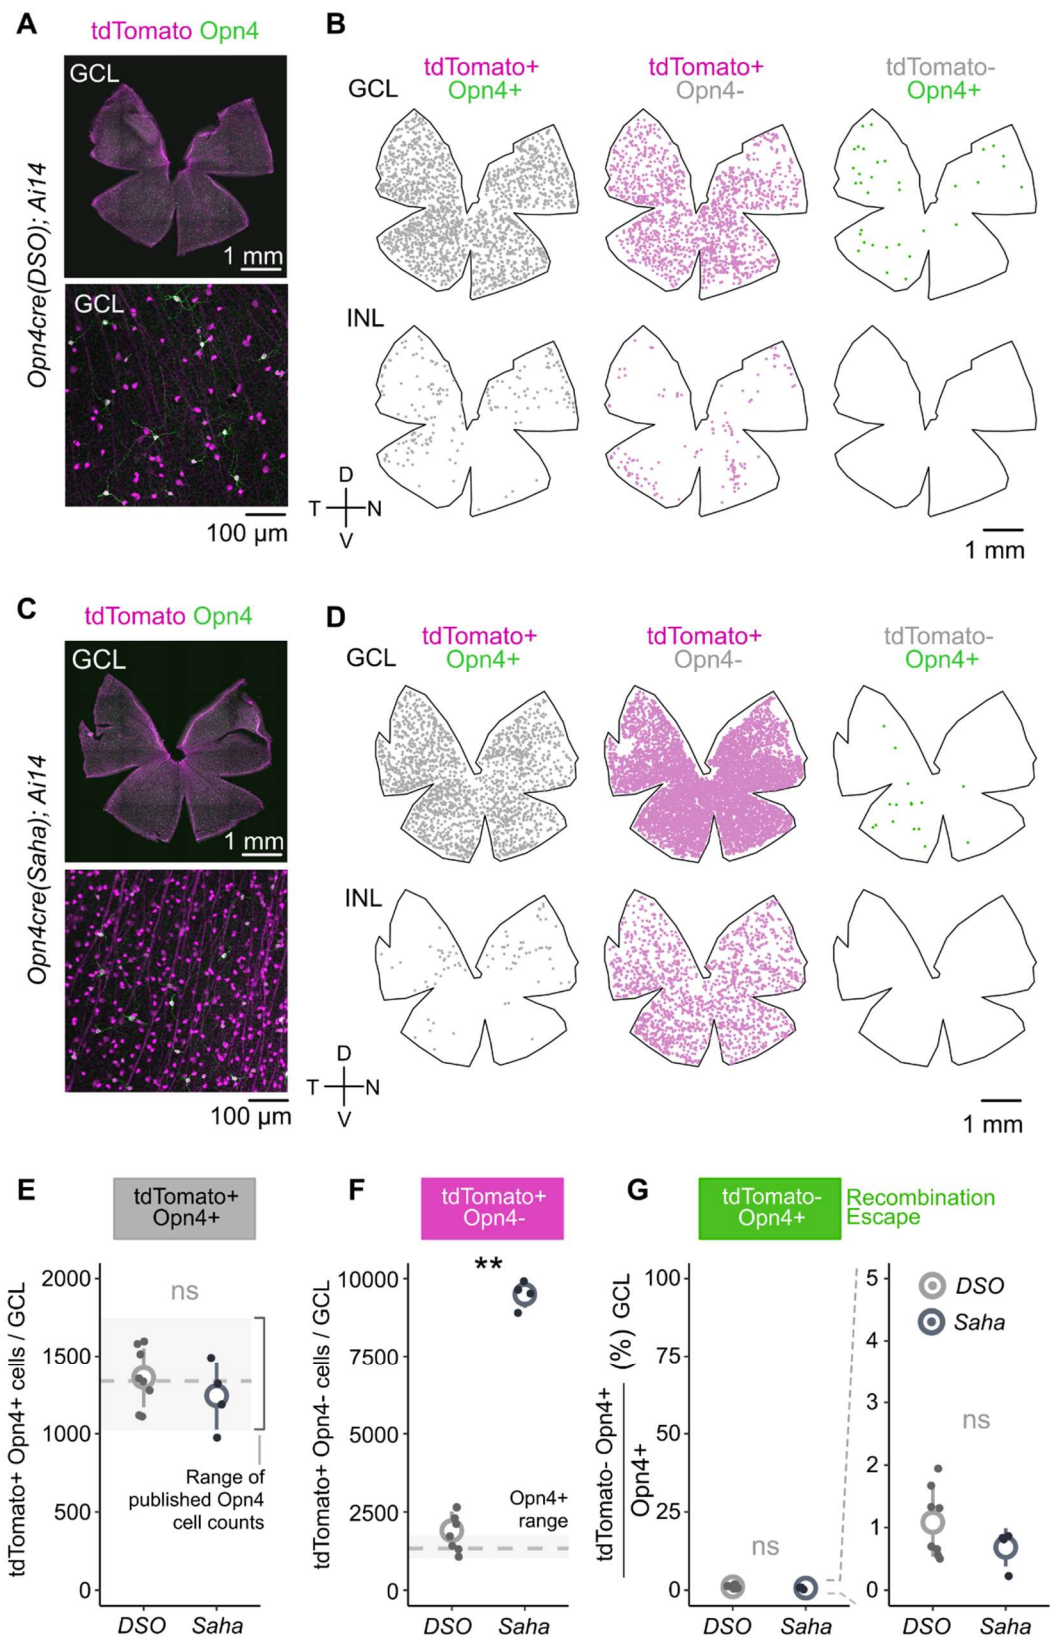 A
tdTomato Opn4
GCL
1 mm
Opn4cre(DSO); Ai14
GCL
100 µm
B
tdTomato+
Opn4+
tdTomato+
Opn4-
tdTomato-
Opn4+
GCL
INL
D
T
N
V
1 mm
C
tdTomato Opn4
GCL
1 mm
Opn4cre(Saha); Ai14
100 µm
D
tdTomato+
Opn4+
tdTomato+
Opn4-
tdTomato-
Opn4+
GCL
INL
D
T
N
V
1 mm
E
tdTomato+
Opn4+
tdTomato+ Opn4+ cells / GCL
2000
1500
1000
500
0
ns
Range of
published Opn4
cell counts
DSO
Saha
F
tdTomato+
Opn4-
tdTomato+ Opn4- cells / GCL
10000
7500
5000
2500
0
**
Opn4+
range
DSO
Saha
G
tdTomato-
Opn4+
Recombination
Escape
tdTomato- Opn4+
Opn4+
(%) GCL
100
75
50
25
0
ns
DSO
Saha
5
4
3
2
1
0
DSO
Saha
ns
DSO
Saha